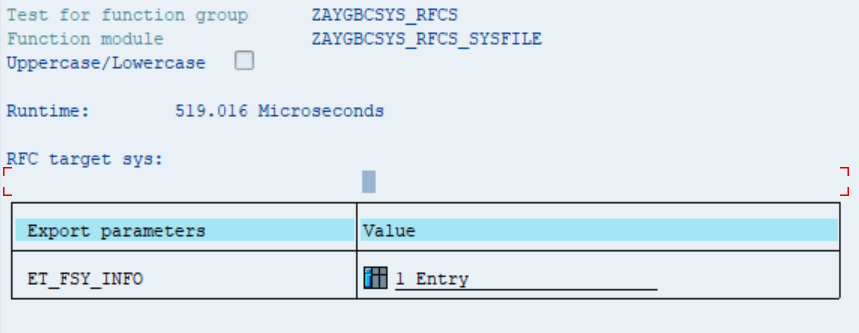 Test for function group ZAYGBCSYS_RFCS
Function module ZAYGBCSYS_RFCS_SYSFILE
Uppercase/Lowercase
Runtime: 519.016 Microseconds
RFC target sys:
Export parameters Value
ET_FSY_INFO 1 Entry